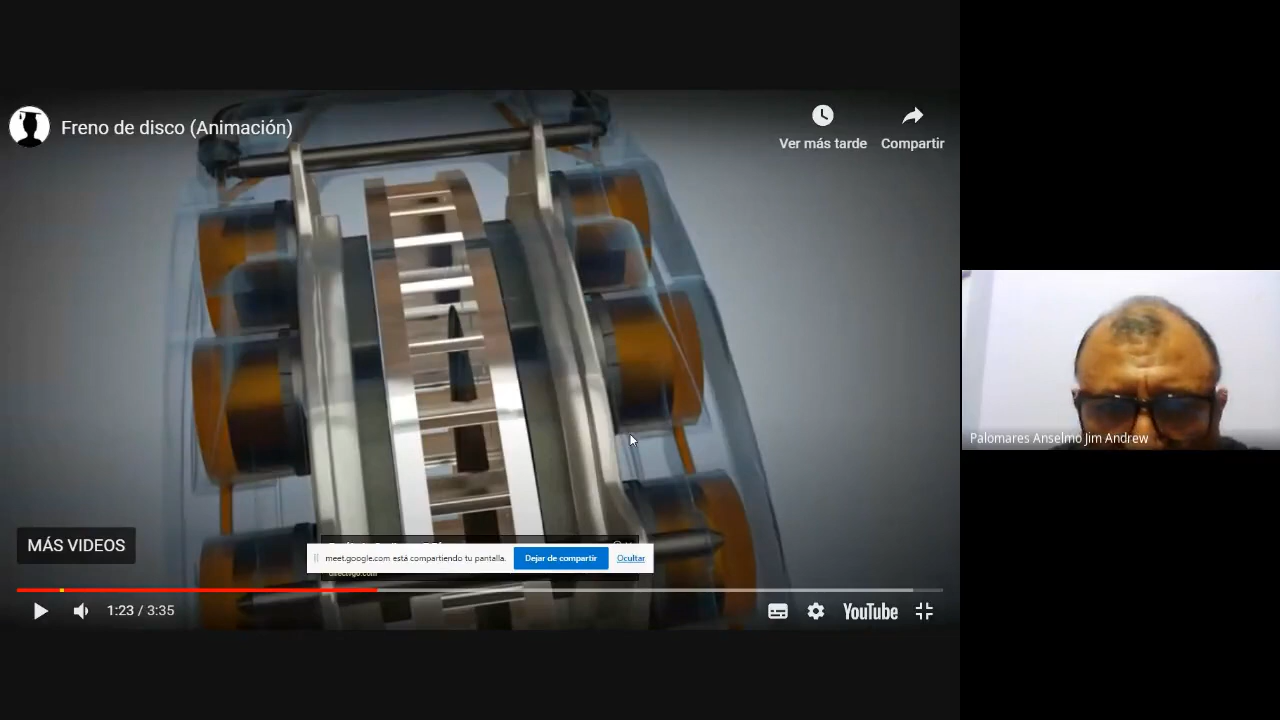 Freno de disco (Animación)
Ver más tarde
Compartir
Palomares Anselmo Jim Andrew
MÁS VIDEOS
meet.google.com está compartiendo tu pantalla.
Dejar de compartir
Ocultar
1:23 / 3:35
YouTube